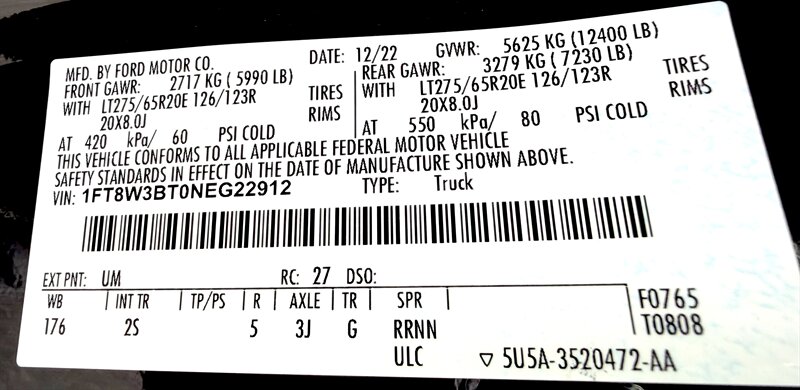 MFD. BY FORD MOTOR CO. DATE: 12/22 GVWR: 5625 KG (12400 LB)
FRONT GAWR: 2717 KG ( 5990 LB) REAR GAWR: 3279 KG ( 7230 LB)
WITH LT275/65R20E 126/123R TIRES WITH LT275/65R20E 126/123R TIRES
20X8.0J RIMS 20X8.0J RIMS
AT 420 kPa/ 60 PSI COLD AT 550 kPa/ 80 PSI COLD
THIS VEHICLE CONFORMS TO ALL APPLICABLE FEDERAL MOTOR VEHICLE
SAFETY STANDARDS IN EFFECT ON THE DATE OF MANUFACTURE SHOWN ABOVE.
VIN: 1FT8W3BT0NEG22912 TYPE: Truck
EXT PNT: UM RC: 27 DSO:
WB INT TR TP/PS R AXLE TR SPR F0765
176 2S 5 3J G RRNN T0808
ULC ▽ 5U5A-3520472-AA